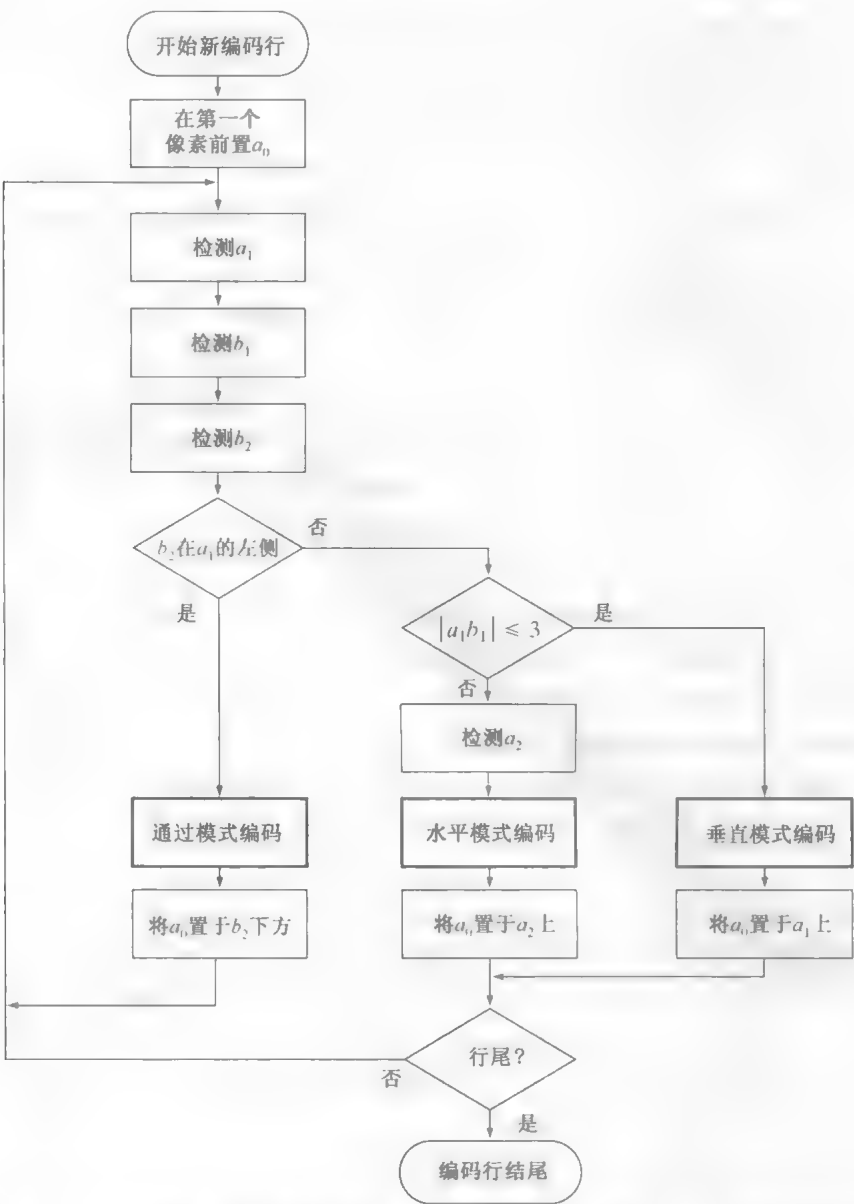 开始新编码行
在第一个
像素前置a₀
检测a₁
检测b₁
检测b₂
b₂在a₁的左侧
否
是
|a₁b₁| ≤ 3
是
否
检测a₂
通过模式编码
水平模式编码
垂直模式编码
将a₀置于b₂下方
将a₀置于a₂上
将a₀置于a₁上
行尾?
否
是
编码行结尾